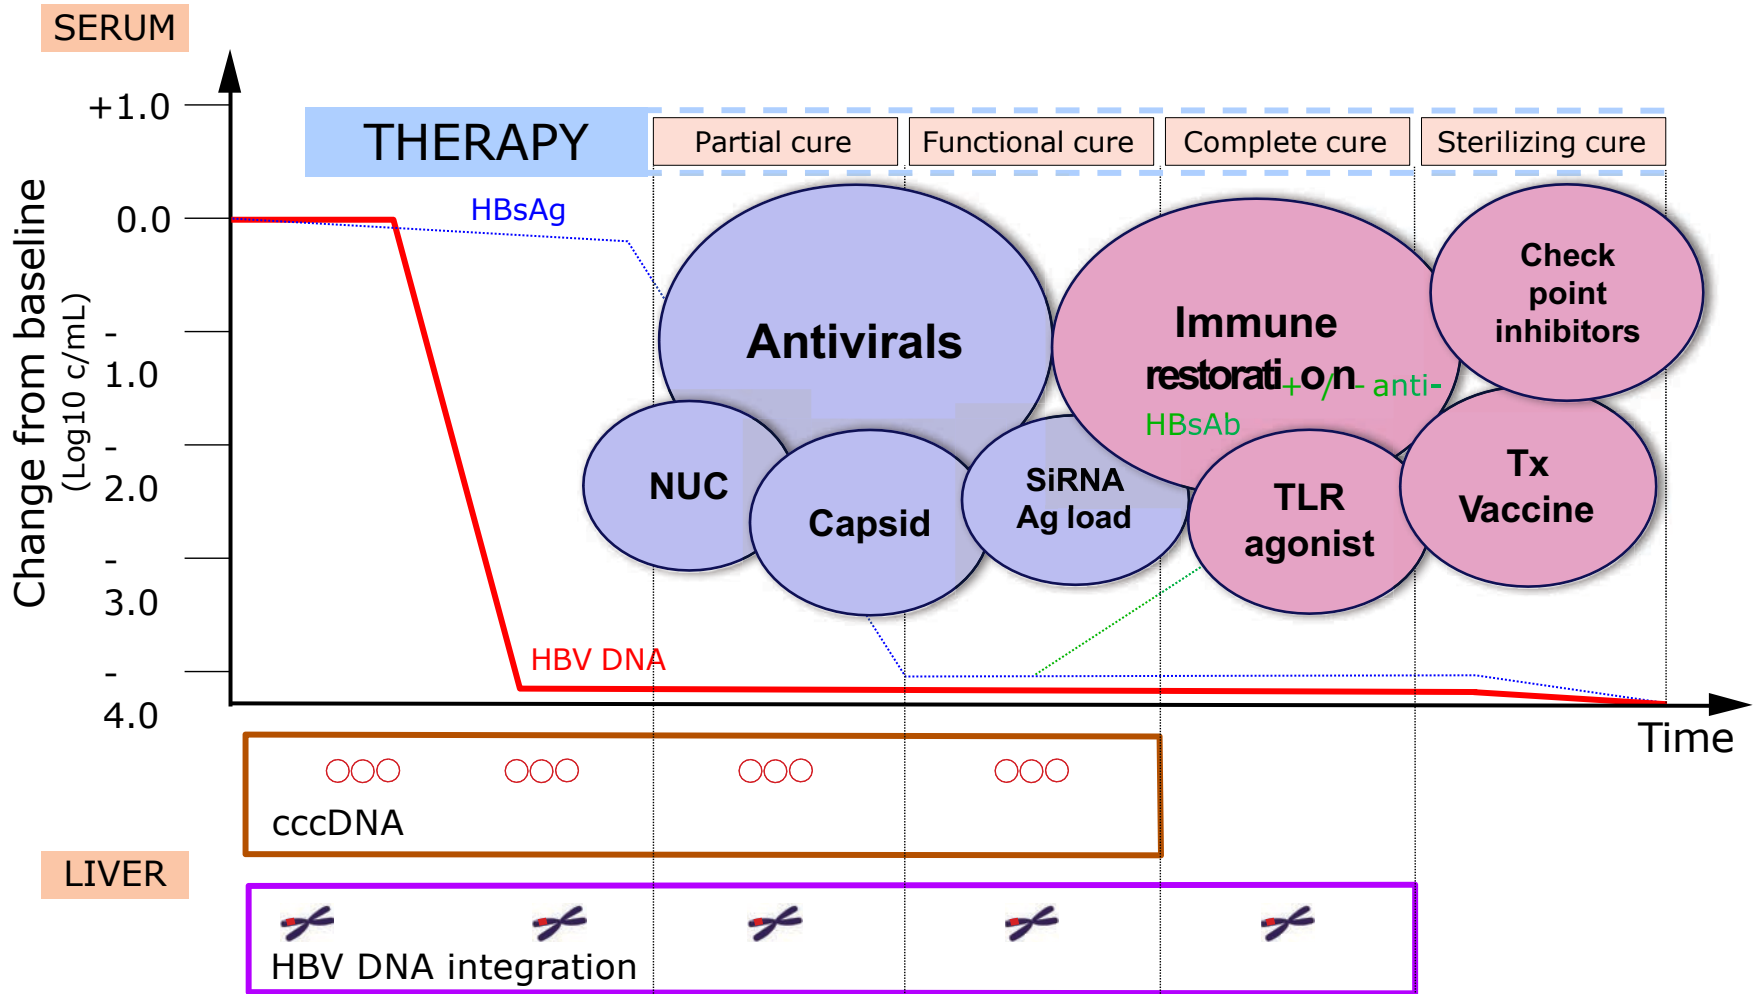 SERUM
+1.0
THERAPY
Partial cure
Functional cure
Complete cure
Sterilizing cure
HBsAg
0.0
Change from baseline
(Log10 c/mL)
-
1.0
-
2.0
-
3.0
-
4.0
Antivirals
Immune
restoration
+/- anti-
HBsAb
Check
point
inhibitors
NUC
Capsid
SiRNA
Ag load
TLR
agonist
Tx
Vaccine
HBV DNA
Time
cccDNA
LIVER
HBV DNA integration